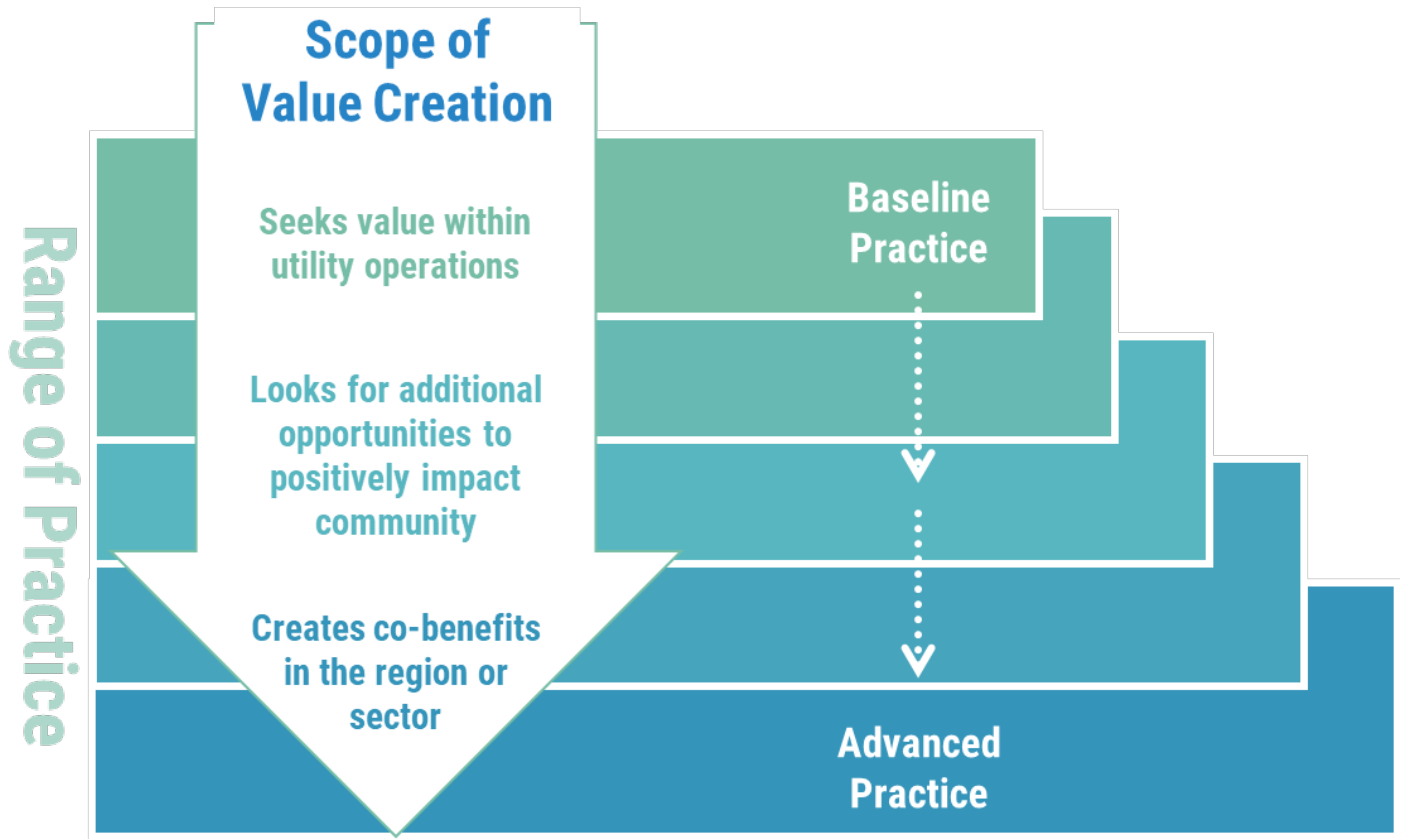 Scope of
Value Creation
Seeks value within
utility operations
Looks for additional
opportunities to
positively impact
community
Creates co-benefits
in the region or
sector
Baseline
Practice
Advanced
Practice
Range of Practice